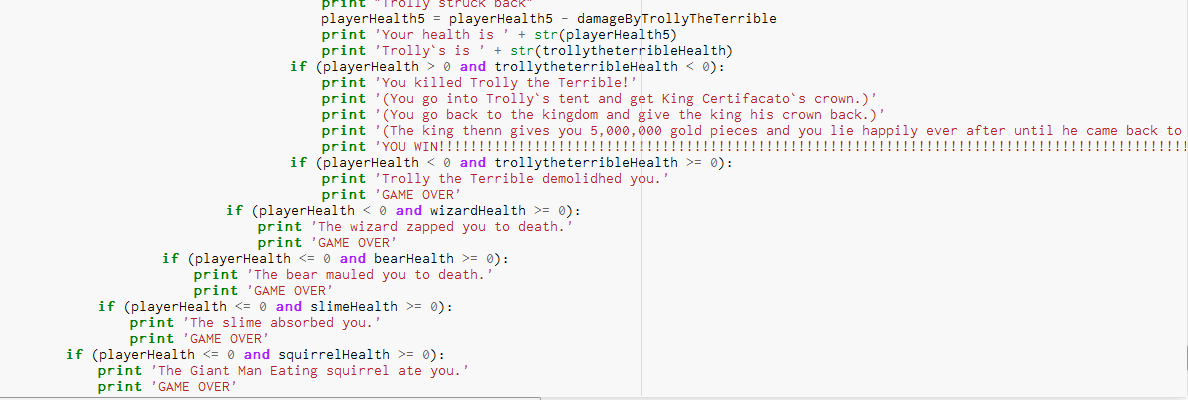 print "Trolly struck back"
playerHealth5 = playerHealth5 - damageByTrollyTheTerrible
print 'Your health is ' + str(playerHealth5)
print 'Trolly`s is ' + str(trollytheterribleHealth)
if (playerHealth > 0 and trollytheterribleHealth < 0):
print 'You killed Trolly the Terrible!'
print '(You go into Trolly`s tent and get King Certifacato`s crown.)'
print '(You go back to the kingdom and give the king his crown back.)'
print '(The king thenn gives you 5,000,000 gold pieces and you lie happily ever after until he came back to
print 'YOU WIN!!!!!!!!!!!!!!!!!!!!!!!!!!!!!!!!!!!!!!!!!!!!!!!!!!!!!!!!!!!!!!!!!!!!!!!!!!!!!!!!!!!!!!!!!!!!!!
if (playerHealth < 0 and trollytheterribleHealth >= 0):
print 'Trolly the Terrible demolidhed you.'
print 'GAME OVER'
if (playerHealth < 0 and wizardHealth >= 0):
print 'The wizard zapped you to death.'
print 'GAME OVER'
if (playerHealth <= 0 and bearHealth >= 0):
print 'The bear mauled you to death.'
print 'GAME OVER'
if (playerHealth <= 0 and slimeHealth >= 0):
print 'The slime absorbed you.'
print 'GAME OVER'
if (playerHealth <= 0 and squirrelHealth >= 0):
print 'The Giant Man Eating squirrel ate you.'
print 'GAME OVER'